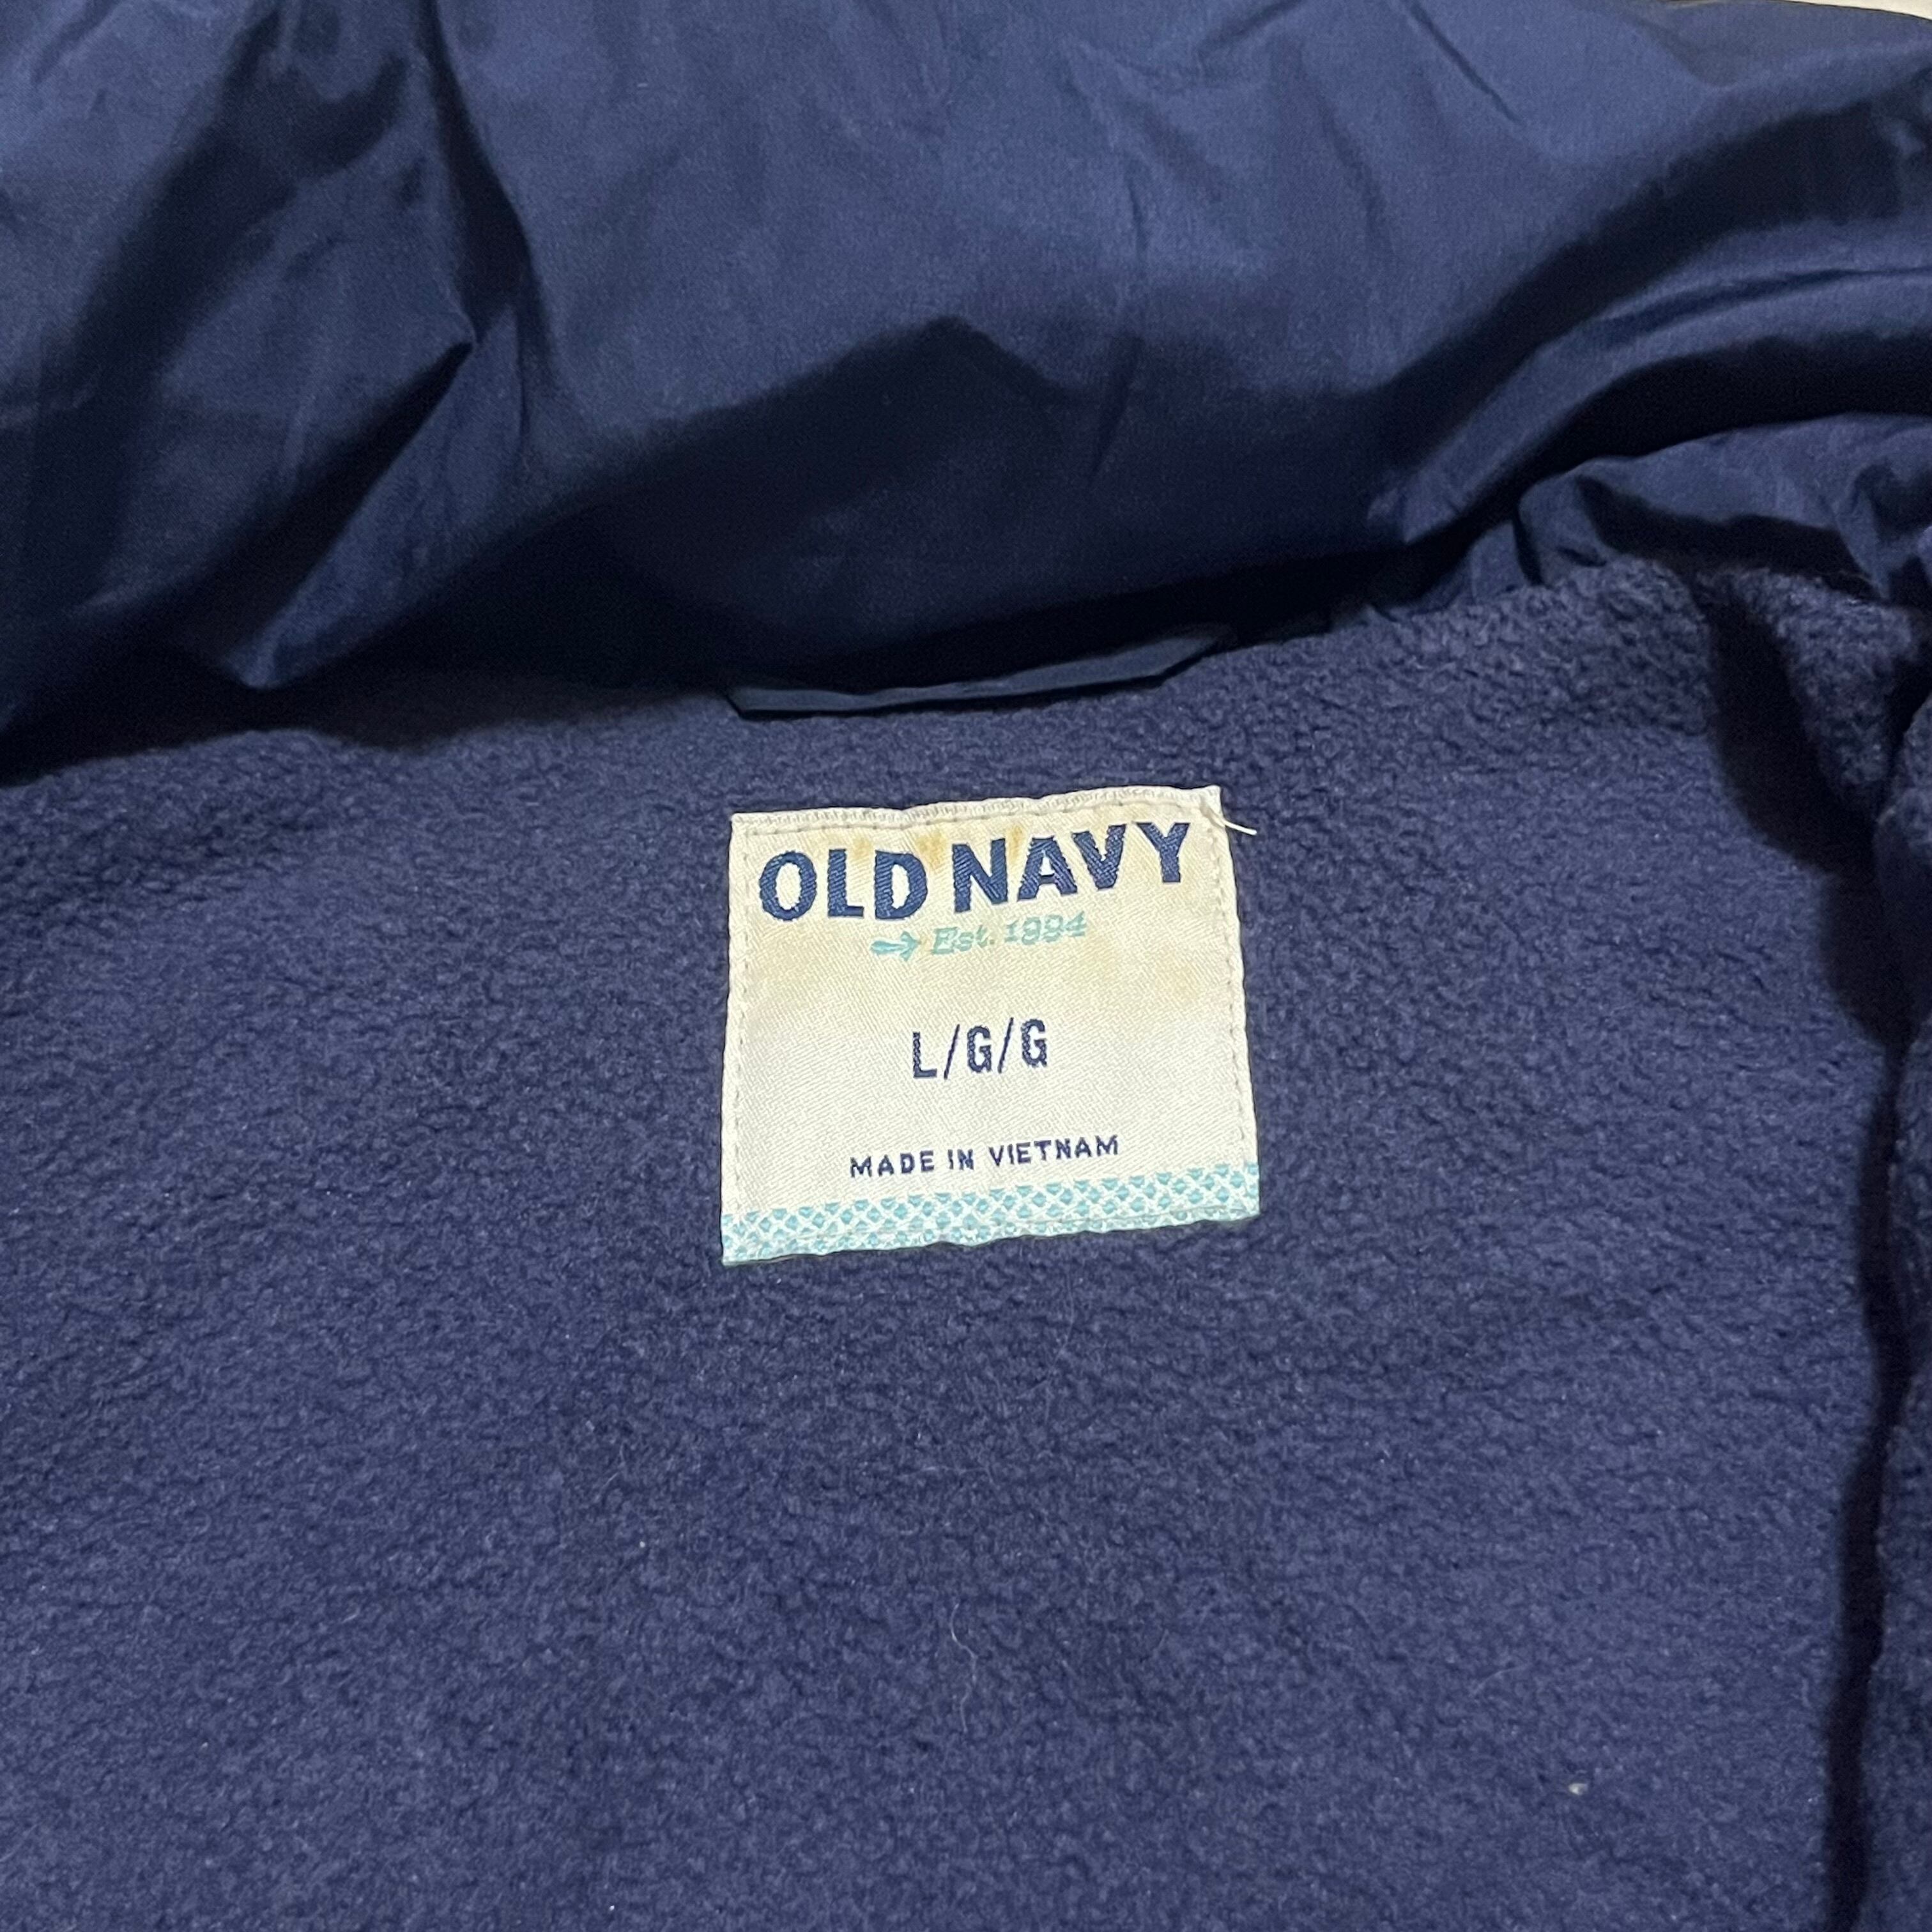 OLD NAVY
Est. 1994
L/G/G
MADE IN VIETNAM